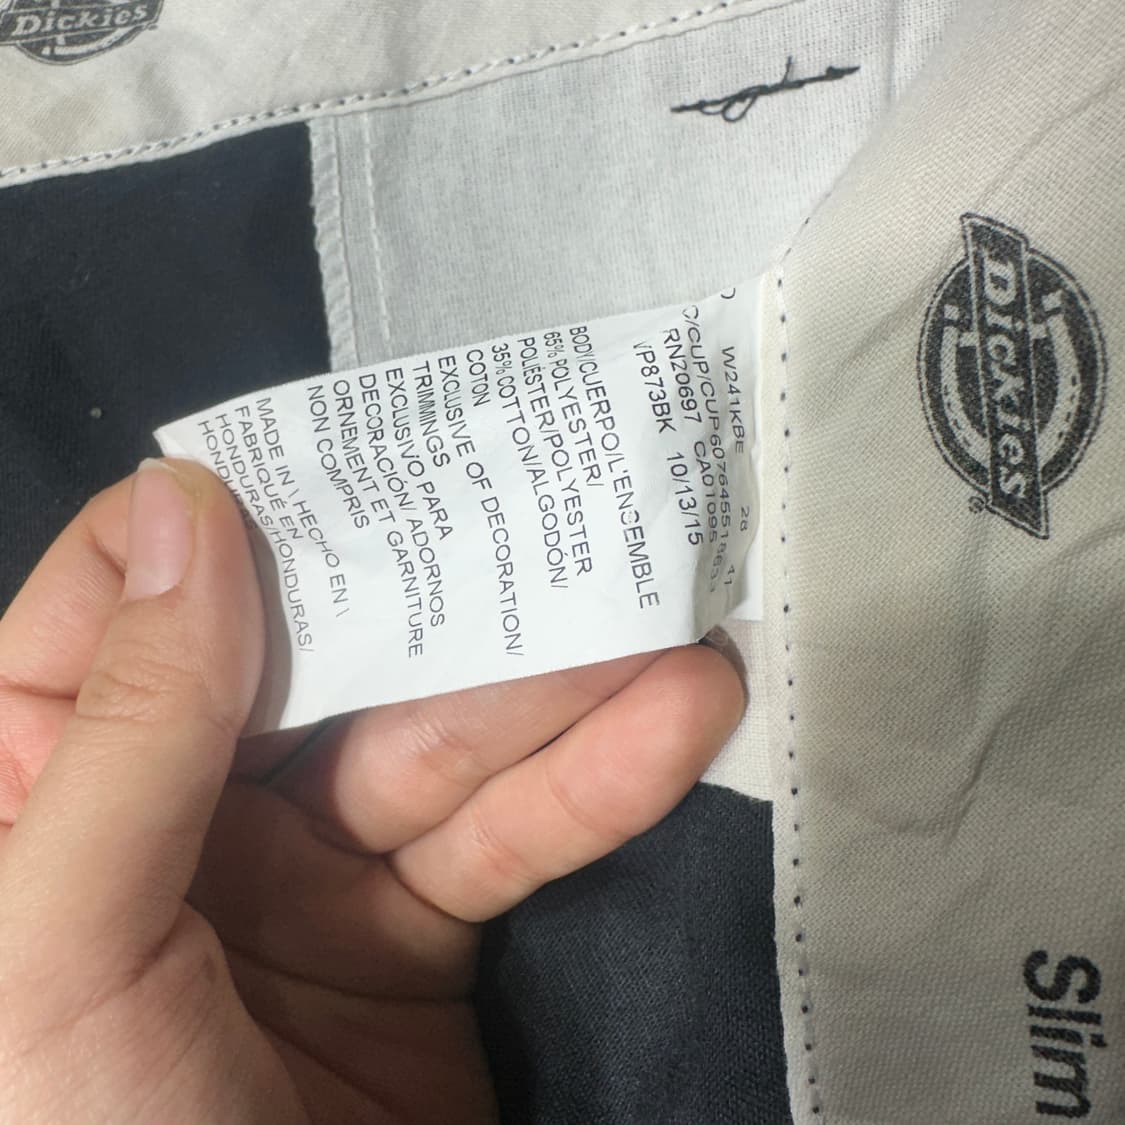 Dickies
Dickies
®
Slim
W241KBE 28
C/CUP/CUP
RN20697 CA01095
VP873BK 10/13/15
BODY/CUERPO/L'ENSEMBLE
65% POLYESTER/
POLIÉSTER/POLYESTER
35% COTTON/ALGODÓN/
COTON
EXCLUSIVE OF DECORATION/
TRIMMINGS
EXCLUSIVO PARA
DECORACIÓN/ ADORNOS
ORNEMENT ET GARNITURE
NON COMPRIS
MADE IN \ HECHO EN \
FABRIQUÉ EN
HONDURAS/HONDURAS/